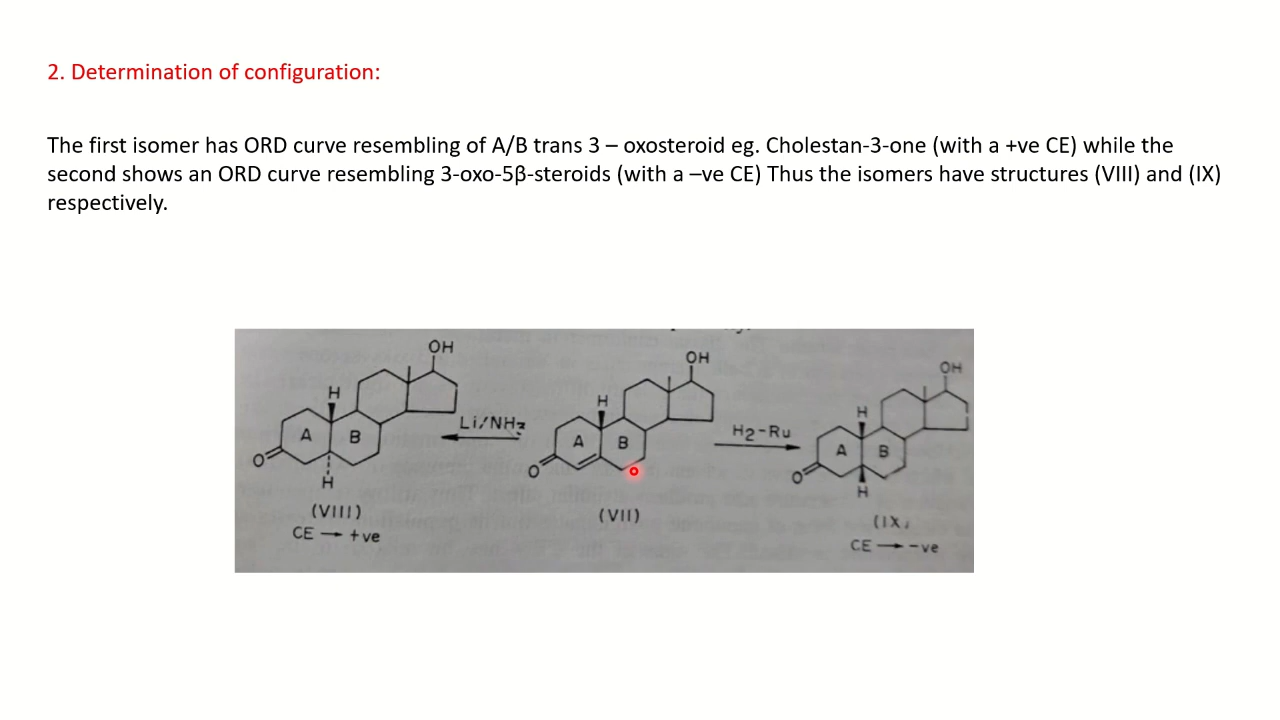 2. Determination of configuration:
The first isomer has ORD curve resembling of A/B trans 3 – oxosteroid eg. Cholestan-3-one (with a +ve CE) while the
second shows an ORD curve resembling 3-oxo-5β-steroids (with a –ve CE) Thus the isomers have structures (VIII) and (IX)
respectively.
OH
H
A B
O
H
(VIII)
CE → +ve
Li/NH3
OH
H
A B
O
(VII)
H2-Ru
OH
H
A B
O
H
(IX)
CE → -ve